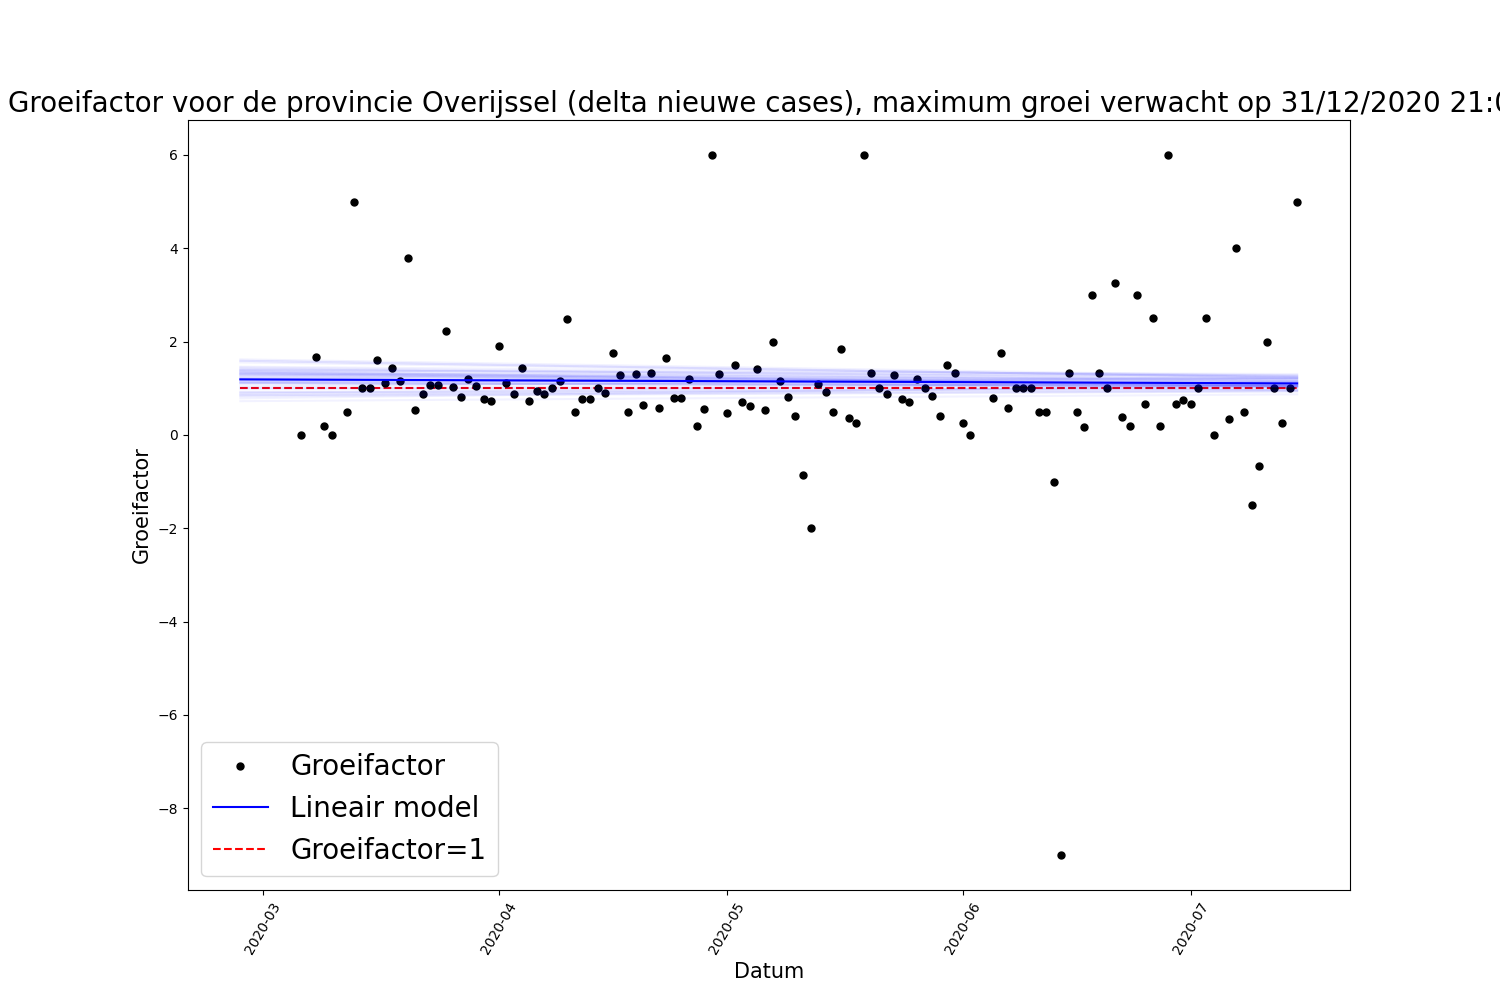 Groeifactor voor de provincie Overijssel (delta nieuwe cases), maximum groei verwacht op 31/12/2020 21:0
6
4
2
0
−2
−4
−6
−8
Groeifactor
Groeifactor
Lineair model
Groeifactor=1
2020-03
2020-04
2020-05
2020-06
2020-07
Datum